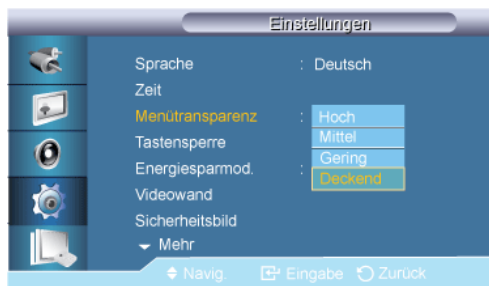 Einstellungen
Sprache : Deutsch
Zeit
Menütransparenz : Hoch
Mittel
Tastensperre
Gering
Energiesparmod. : Deckend
Videowand
Sicherheitsbild
Mehr
Navig. Eingabe Zurück